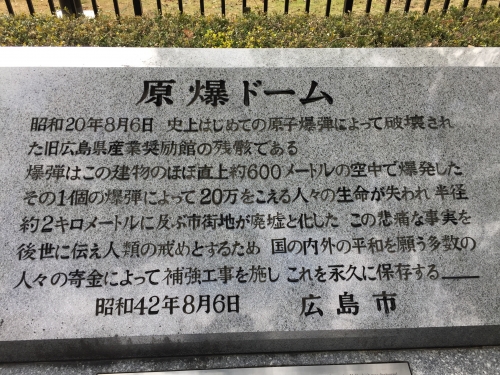 原爆ドーム
昭和20年8月6日 史上はじめての原子爆弾によって破壊され
た旧広島県産業奨励館の残骸である
爆弾はこの建物のほぼ直上約600メートルの空中で爆発した
その1個の爆弾によって20万をこえる人々の生命が失われ 半径
約2キロメートルに及ぶ市街地が廃墟と化した この悲痛な事実を
後世に伝え人類の戒めとするため 国の内外の平和を願う多数の
人々の寄金によって補強工事を施し これを永久に保存する——
昭和42年8月6日 広島市